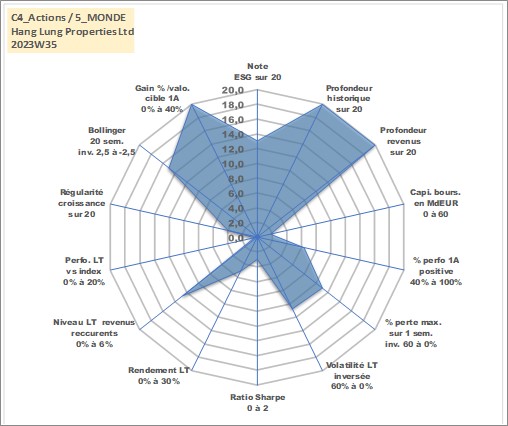 C4_Actions / 5_MONDE
Hang Lung Properties Ltd
2023W35
Note
ESG sur 20
Profondeur
historique
sur 20
Profondeur
revenus
sur 20
Capi. bours.
en MdEUR
0 à 60
% perfo 1A
positive
40% à 100%
% perte max.
sur 1 sem.
inv. 60 à 0%
Volatilité LT
inversée
60% à 0%
Ratio Sharpe
0 à 2
Rendement LT
0% à 30%
Niveau LT revenus
reccurents
0% à 6%
Perfo. LT
vs index
0% à 20%
Régularité
croissance
sur 20
Bollinger
20 sem.
inv. 2,5 à -2,5
Gain % /valo.
cible 1A
0% à 40%
20,0
18,0
16,0
14,0
12,0
10,0
8,0
6,0
4,0
2,0
0,0